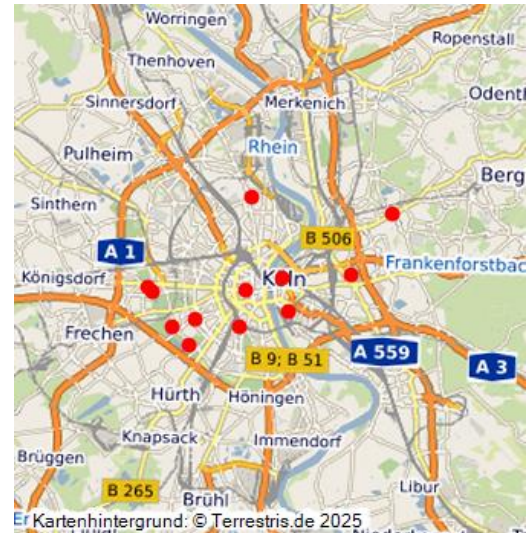 Worringen
Ropenstall
Thenhoven
Sinnersdorf
Merkenich
Odenth
Rhein
Pulheim
Berg
Sinthern
B 506
A 1
Königsdorf
Köln
Frankenforstbac
Frechen
A 559
B 9; B 51
A 3
Hürth
Höningen
Knapsack
Immendorf
Brüggen
B 265
Brühl
Libur
Kartenhintergrund: © Terrestris.de 2025